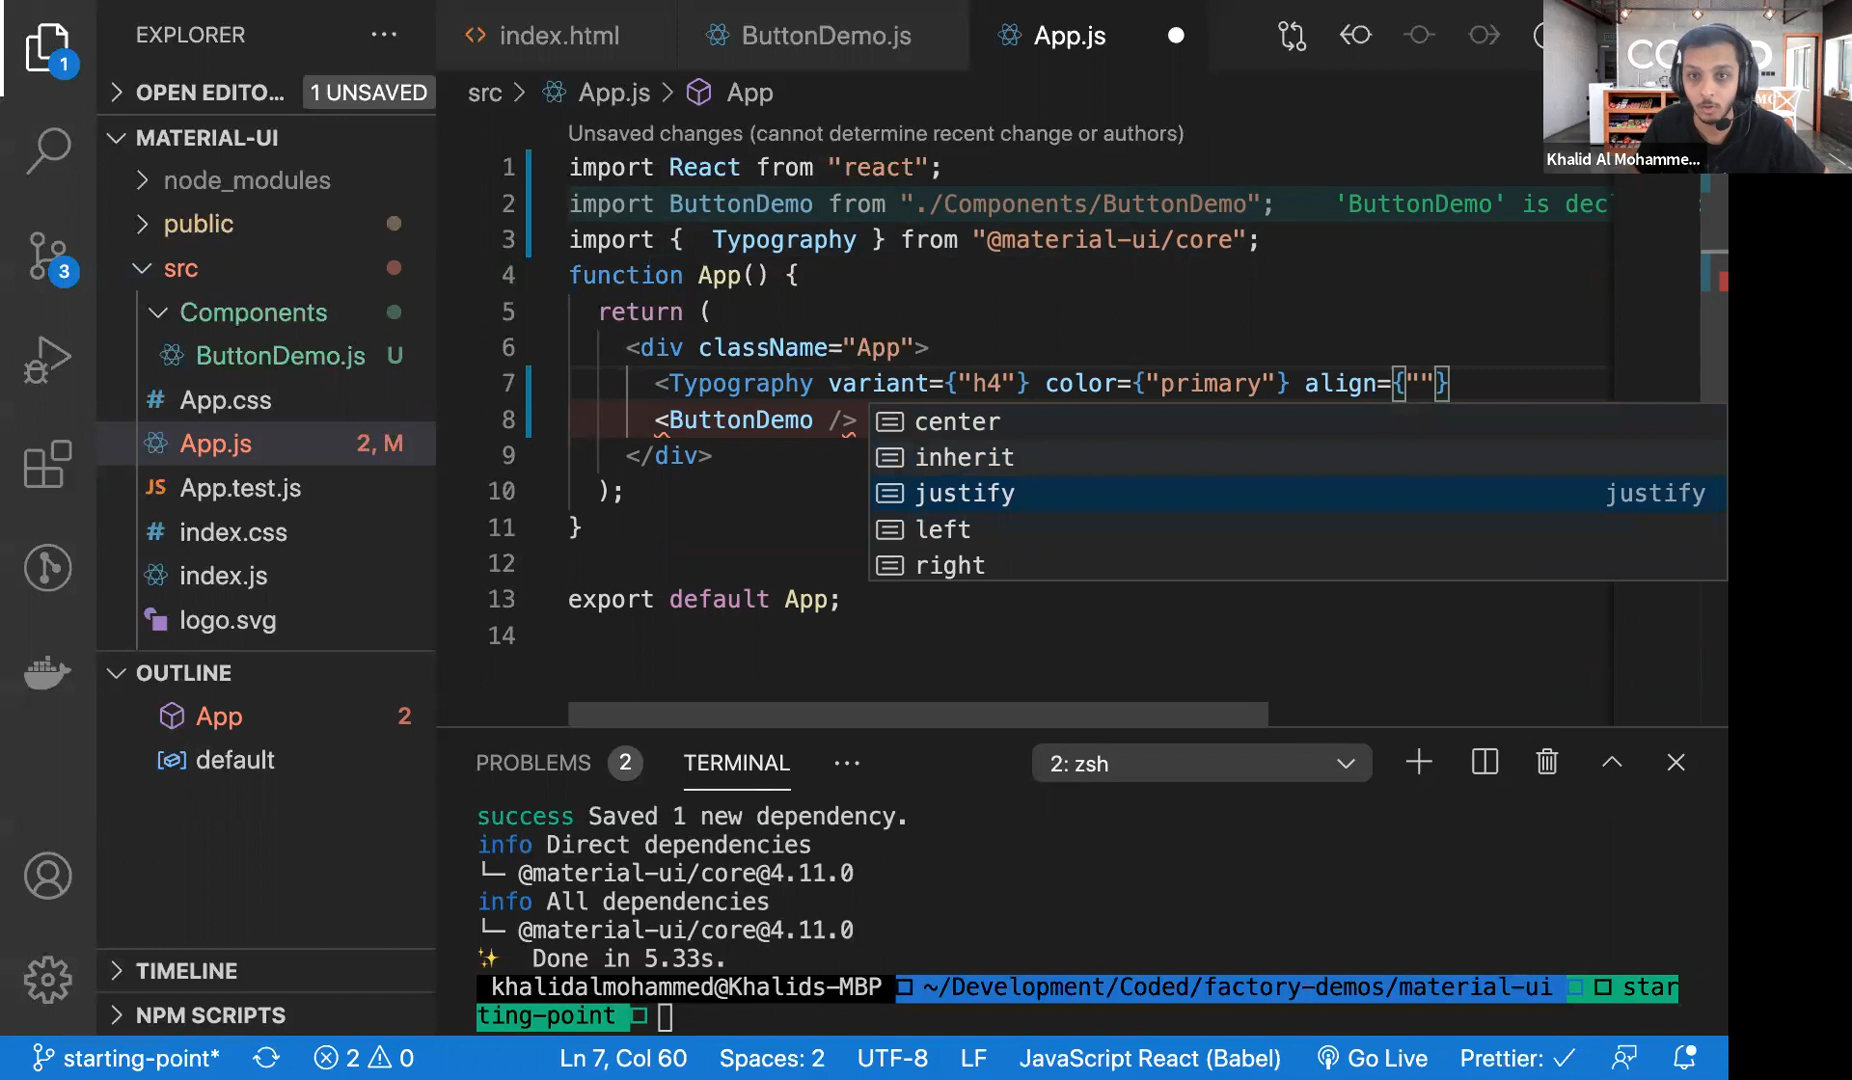 EXPLORER
index.html
ButtonDemo.js
App.js
OPEN EDITO...
1 UNSAVED
src > App.js > App
MATERIAL-UI
node_modules
public
src
Components
ButtonDemo.js U
App.css
App.js 2, M
App.test.js
index.css
index.js
logo.svg
OUTLINE
App 2
default
TIMELINE
NPM SCRIPTS
1
3
Unsaved changes (cannot determine recent change or authors)
1 import React from "react";
2 import ButtonDemo from "./Components/ButtonDemo"; 'ButtonDemo' is decl
3 import {  Typography } from "@material-ui/core";
4 function App() {
5 return (
6 <div className="App">
7 <Typography variant={"h4"} color={"primary"} align={""}
8 <ButtonDemo />
9 </div>
10 );
11 }
12
13 export default App;
14
center
inherit
justify justify
left
right
Khalid Al Mohamme...
PROBLEMS 2 TERMINAL ...
2: zsh
success Saved 1 new dependency.
info Direct dependencies
└─ @material-ui/core@4.11.0
info All dependencies
└─ @material-ui/core@4.11.0
✨ Done in 5.33s.
khalidalmohammed@Khalids-MBP ~/Development/Coded/factory-demos/material-ui star
ting-point
starting-point* 2 0 Ln 7, Col 60 Spaces: 2 UTF-8 LF JavaScript React (Babel) Go Live Prettier: ✓